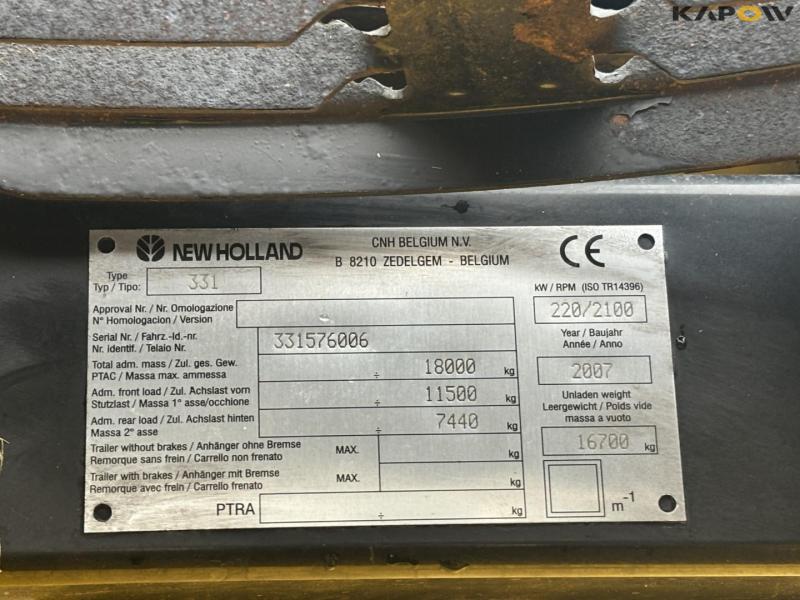 KAPOW
NEW HOLLAND
CNH BELGIUM N.V.
B 8210 ZEDELGEM - BELGIUM
CE
Type
Typ / Tipo:
331
kW / RPM (ISO TR14396)
220/2100
Approval Nr. / Nr. Omologazione
N° Homologacion / Version
Serial Nr. / Fahrz.-Id.-nr.
Nr. identif. / Telaio Nr.
331576006
Year / Baujahr
Année / Anno
2007
Total adm. mass / Zul. ges. Gew.
PTAC / Massa max. ammessa
÷ 18000 kg
Adm. front load / Zul. Achslast vorn
Stutzlast / Massa 1° asse/occhione
÷ 11500 kg
Adm. rear load / Zul. Achslast hinten
Massa 2° asse
÷ 7440 kg
Unladen weight
Leergewicht / Poids vide
massa a vuoto
16700 kg
Trailer without brakes / Anhänger ohne Bremse
Remorque sans frein / Carrello non frenato
MAX. kg
Trailer with brakes / Anhänger mit Bremse
Remorque avec frein / Carrello frenato
MAX. kg
PTRA ÷ kg
m-1